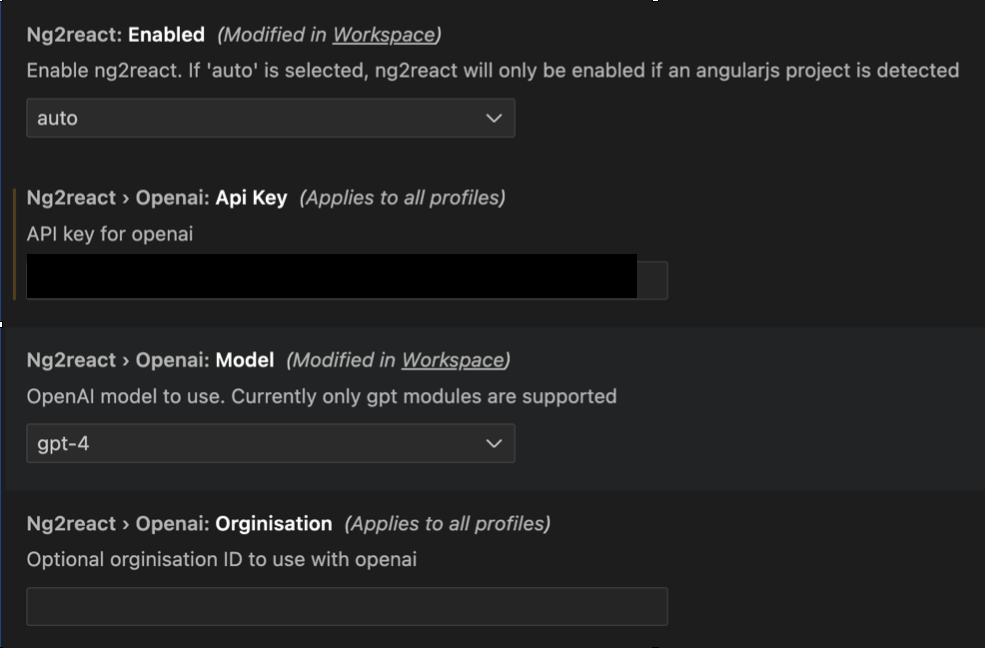 Ng2react: Enabled (Modified in Workspace)
Enable ng2react. If 'auto' is selected, ng2react will only be enabled if an angularjs project is detected
auto
Ng2react › Openai: Api Key (Applies to all profiles)
API key for openai
Ng2react › Openai: Model (Modified in Workspace)
OpenAI model to use. Currently only gpt modules are supported
gpt-4
Ng2react › Openai: Orginisation (Applies to all profiles)
Optional orginisation ID to use with openai